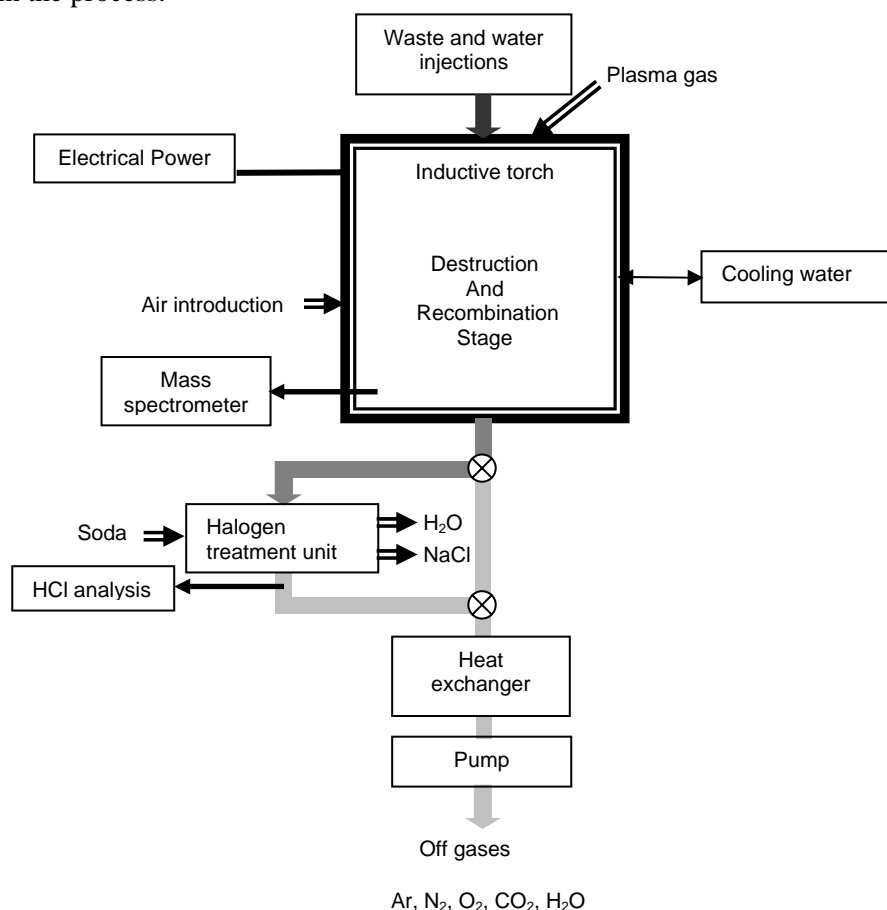 in the process.
Waste and water
injections
Plasma gas
Electrical Power
Inductive torch
Destruction
And
Recombination
Stage
Cooling water
Air introduction
Mass
spectrometer
Soda
Halogen
treatment unit
H₂O
NaCl
HCl analysis
Heat
exchanger
Pump
Off gases
Ar, N₂, O₂, CO₂, H₂O